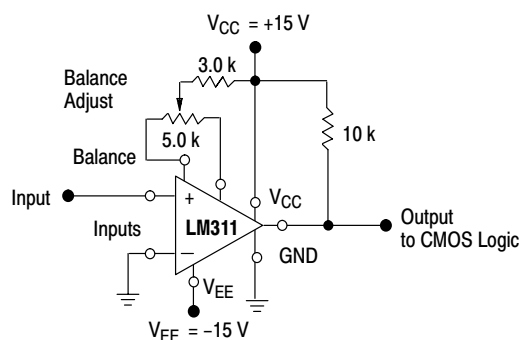 V_CC = +15 V
3.0 k
Balance
Adjust
5.0 k
10 k
Balance
Input
+
V_CC
Output
to CMOS Logic
Inputs
LM311
–
GND
V_EE
V_EE = –15 V